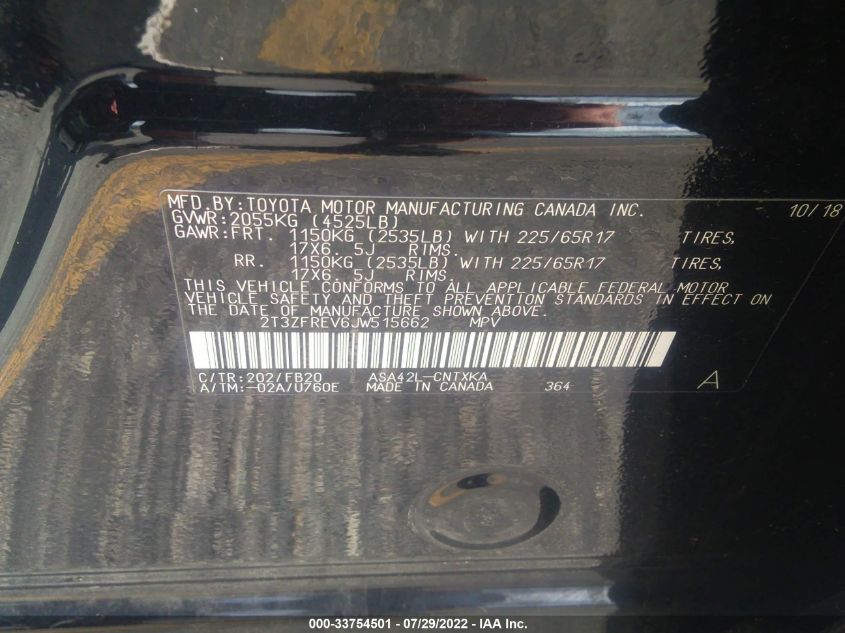 MFD.BY:TOYOTA MOTOR MANUFACTURING CANADA INC. 10/18
GVWR:2055KG (4525LB)
GAWR:FRT. 1150KG (2535LB) WITH 225/65R17 TIRES,
17X6.5J RIMS.
RR. 1150KG (2535LB) WITH 225/65R17 TIRES,
17X6.5J RIMS.
THIS VEHICLE CONFORMS TO ALL APPLICABLE FEDERAL MOTOR
VEHICLE SAFETY AND THEFT PREVENTION STANDARDS IN EFFECT ON
THE DATE OF MANUFACTURE SHOWN ABOVE.
2T3ZFREV6JW515662 MPV
C/TR:202/FB20 ASA42L-CNTXKA
A/TM:-02A/U760E MADE IN CANADA 364 A
000-33754501 - 07/29/2022 - IAA Inc.